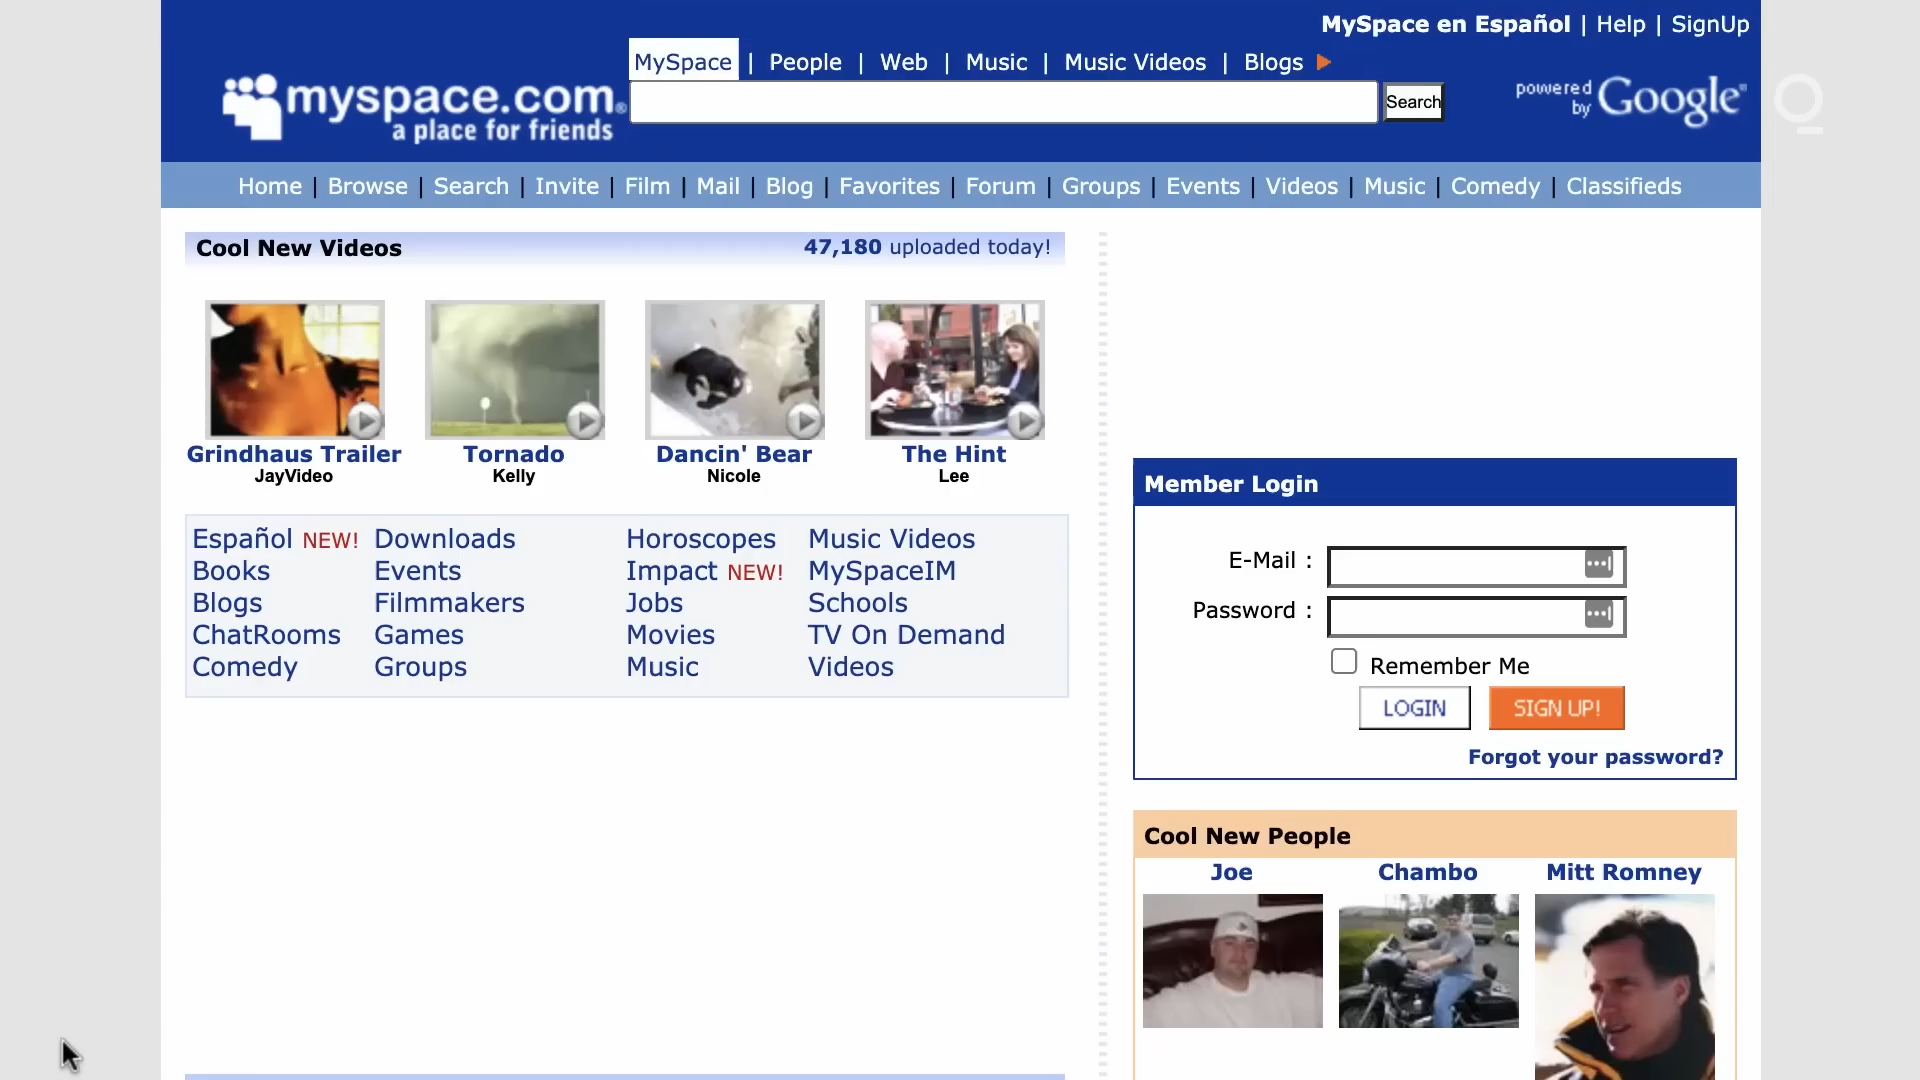 MySpace en Español | Help | SignUp
MySpace | People | Web | Music | Music Videos | Blogs
myspace.com®
a place for friends
Search
powered by Google™
Home | Browse | Search | Invite | Film | Mail | Blog | Favorites | Forum | Groups | Events | Videos | Music | Comedy | Classifieds
Cool New Videos
47,180 uploaded today!
Grindhaus Trailer
JayVideo
Tornado
Kelly
Dancin' Bear
Nicole
The Hint
Lee
Español NEW! Downloads Horoscopes Music Videos
Books Events Impact NEW! MySpaceIM
Blogs Filmmakers Jobs Schools
ChatRooms Games Movies TV On Demand
Comedy Groups Music Videos
Member Login
E-Mail :
Password :
Remember Me
LOGIN SIGN UP!
Forgot your password?
Cool New People
Joe Chambo Mitt Romney